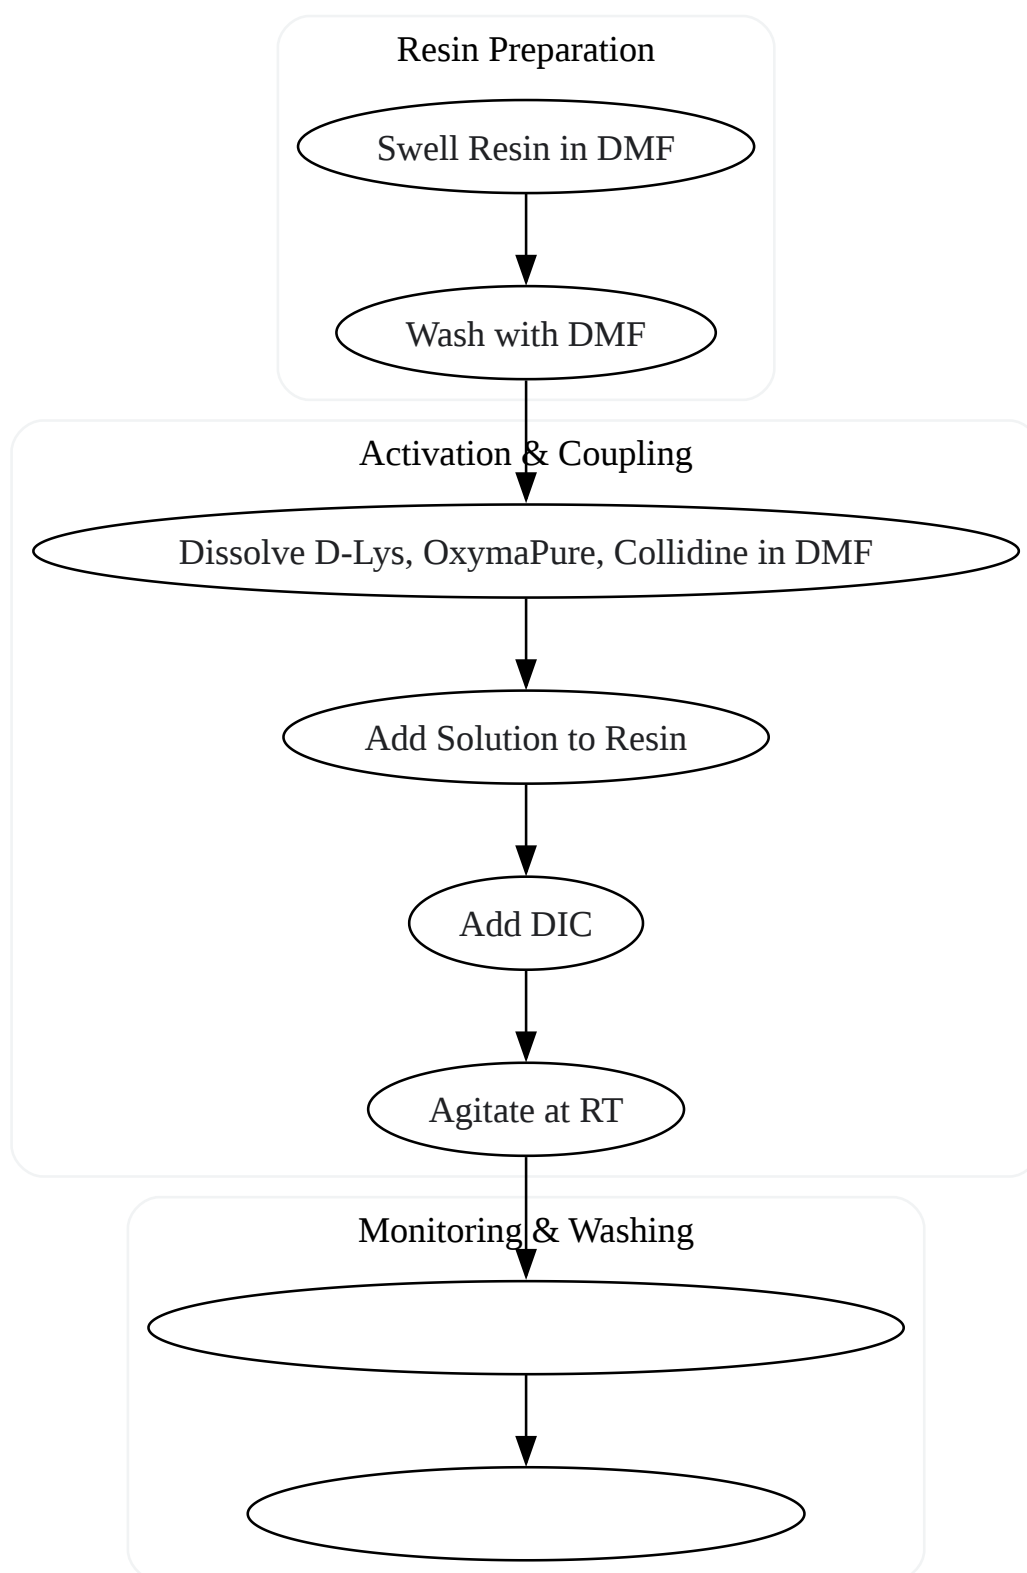 Resin Preparation
Swell Resin in DMF
Wash with DMF
Activation & Coupling
Dissolve D-Lys, OxymaPure, Collidine in DMF
Add Solution to Resin
Add DIC
Agitate at RT
Monitoring & Washing